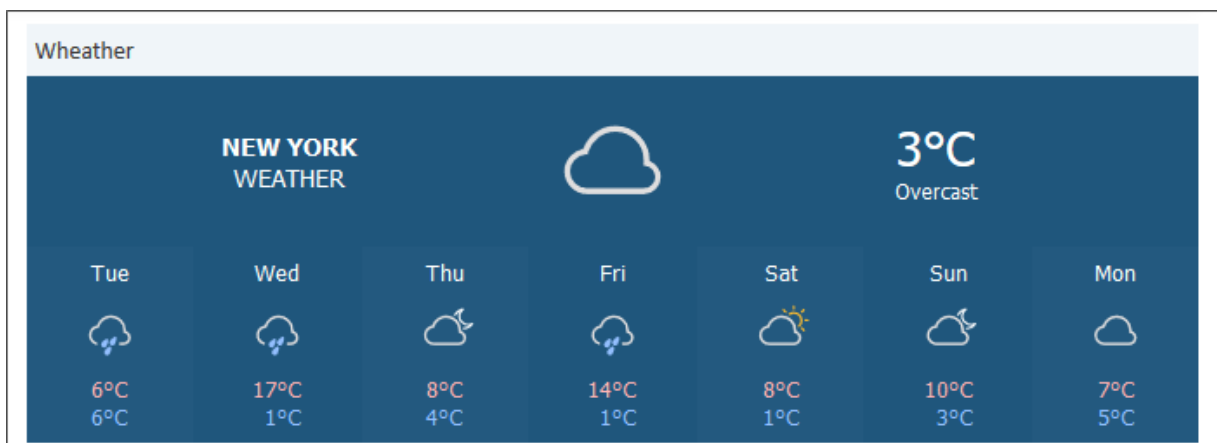 Wheather
NEW YORK
WEATHER
3°C
Overcast
Tue Wed Thu Fri Sat Sun Mon
6°C 17°C 8°C 14°C 8°C 10°C 7°C
6°C 1°C 4°C 1°C 1°C 3°C 5°C